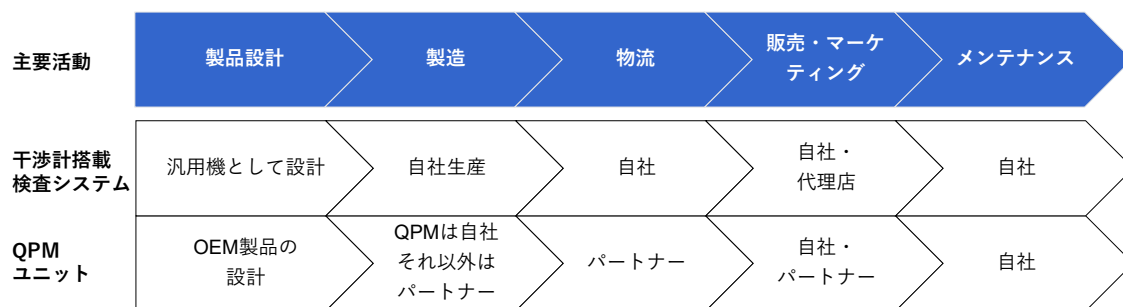 主要活動
製品設計
製造
物流
販売・マーケ
ティング
メンテナンス
干渉計搭載
検査システム
汎用機として設計
自社生産
自社
自社・
代理店
自社
QPM
ユニット
OEM製品の
設計
QPMは自社
それ以外は
パートナー
パートナー
自社・
パートナー
自社